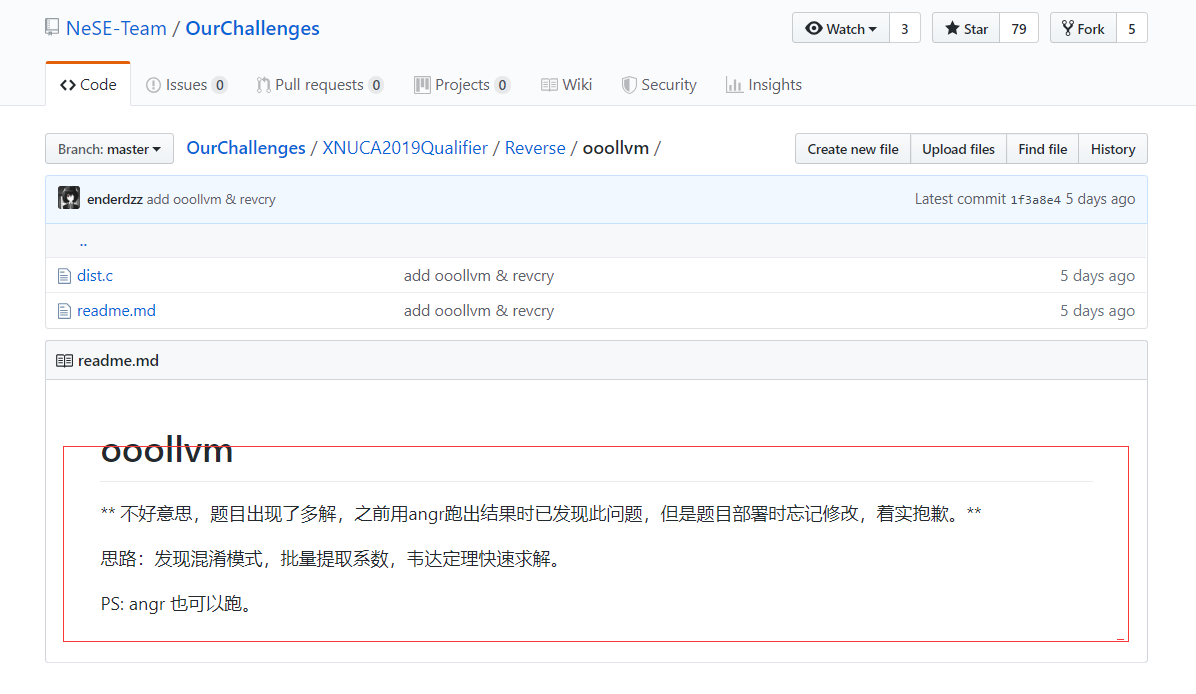 NeSE-Team / OurChallenges
Watch 3 Star 79 Fork 5
Code Issues 0 Pull requests 0 Projects 0 Wiki Security Insights
Branch: master OurChallenges / XNUCA2019Qualifier / Reverse / ooollvm / Create new file Upload files Find file History
enderdzz add ooollvm & revcry Latest commit 1f3a8e4 5 days ago
..
dist.c add ooollvm & revcry 5 days ago
readme.md add ooollvm & revcry 5 days ago
readme.md
ooollvm
** 不好意思，题目出现了多解，之前用angr跑出结果时已发现此问题，但是题目部署时忘记修改，着实抱歉。**
思路：发现混淆模式，批量提取系数，韦达定理快速求解。
PS: angr 也可以跑。